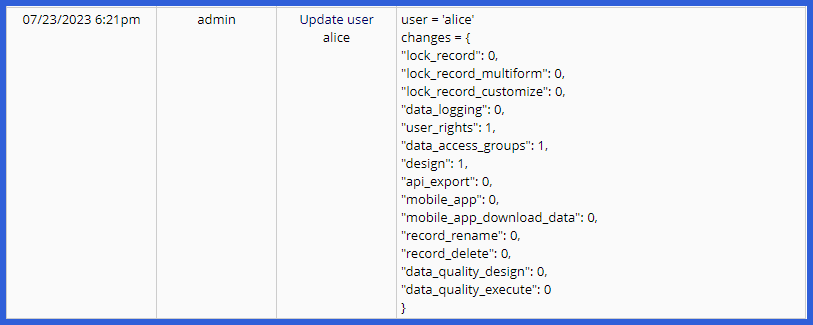 07/23/2023 6:21pm
admin
Update user
alice
user = 'alice'
changes = {
"lock_record": 0,
"lock_record_multiform": 0,
"lock_record_customize": 0,
"data_logging": 0,
"user_rights": 1,
"data_access_groups": 1,
"design": 1,
"api_export": 0,
"mobile_app": 0,
"mobile_app_download_data": 0,
"record_rename": 0,
"record_delete": 0,
"data_quality_design": 0,
"data_quality_execute": 0
}